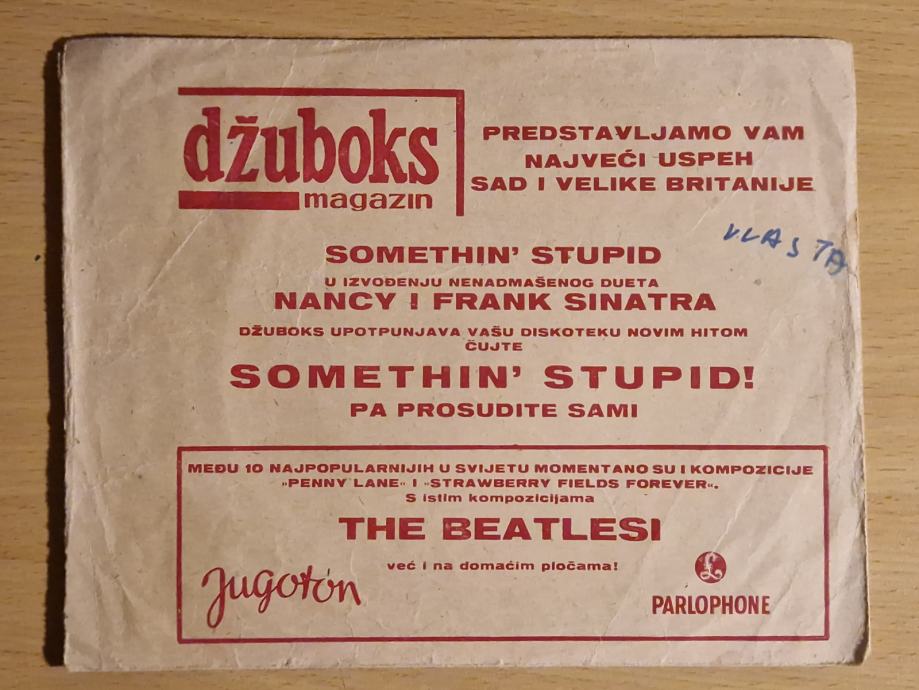 džuboks
magazin
PREDSTAVLJAMO VAM
NAJVEĆI USPEH
SAD I VELIKE BRITANIJE
VLASTA
SOMETHIN' STUPID
U IZVOĐENJU NENADMAŠENOG DUETA
NANCY I FRANK SINATRA
DŽUBOKS UPOTPUNJAVA VAŠU DISKOTEKU NOVIM HITOM
ČUJTE
SOMETHIN' STUPID!
PA PROSUDITE SAMI
MEĐU 10 NAJPOPULARNIJIH U SVIJETU MOMENTANO SU I KOMPOZICIJE
»PENNY LANE« I »STRAWBERRY FIELDS FOREVER«.
S istim kompozicijama
THE BEATLESI
već i na domaćim pločama!
Jugoton
£
PARLOPHONE